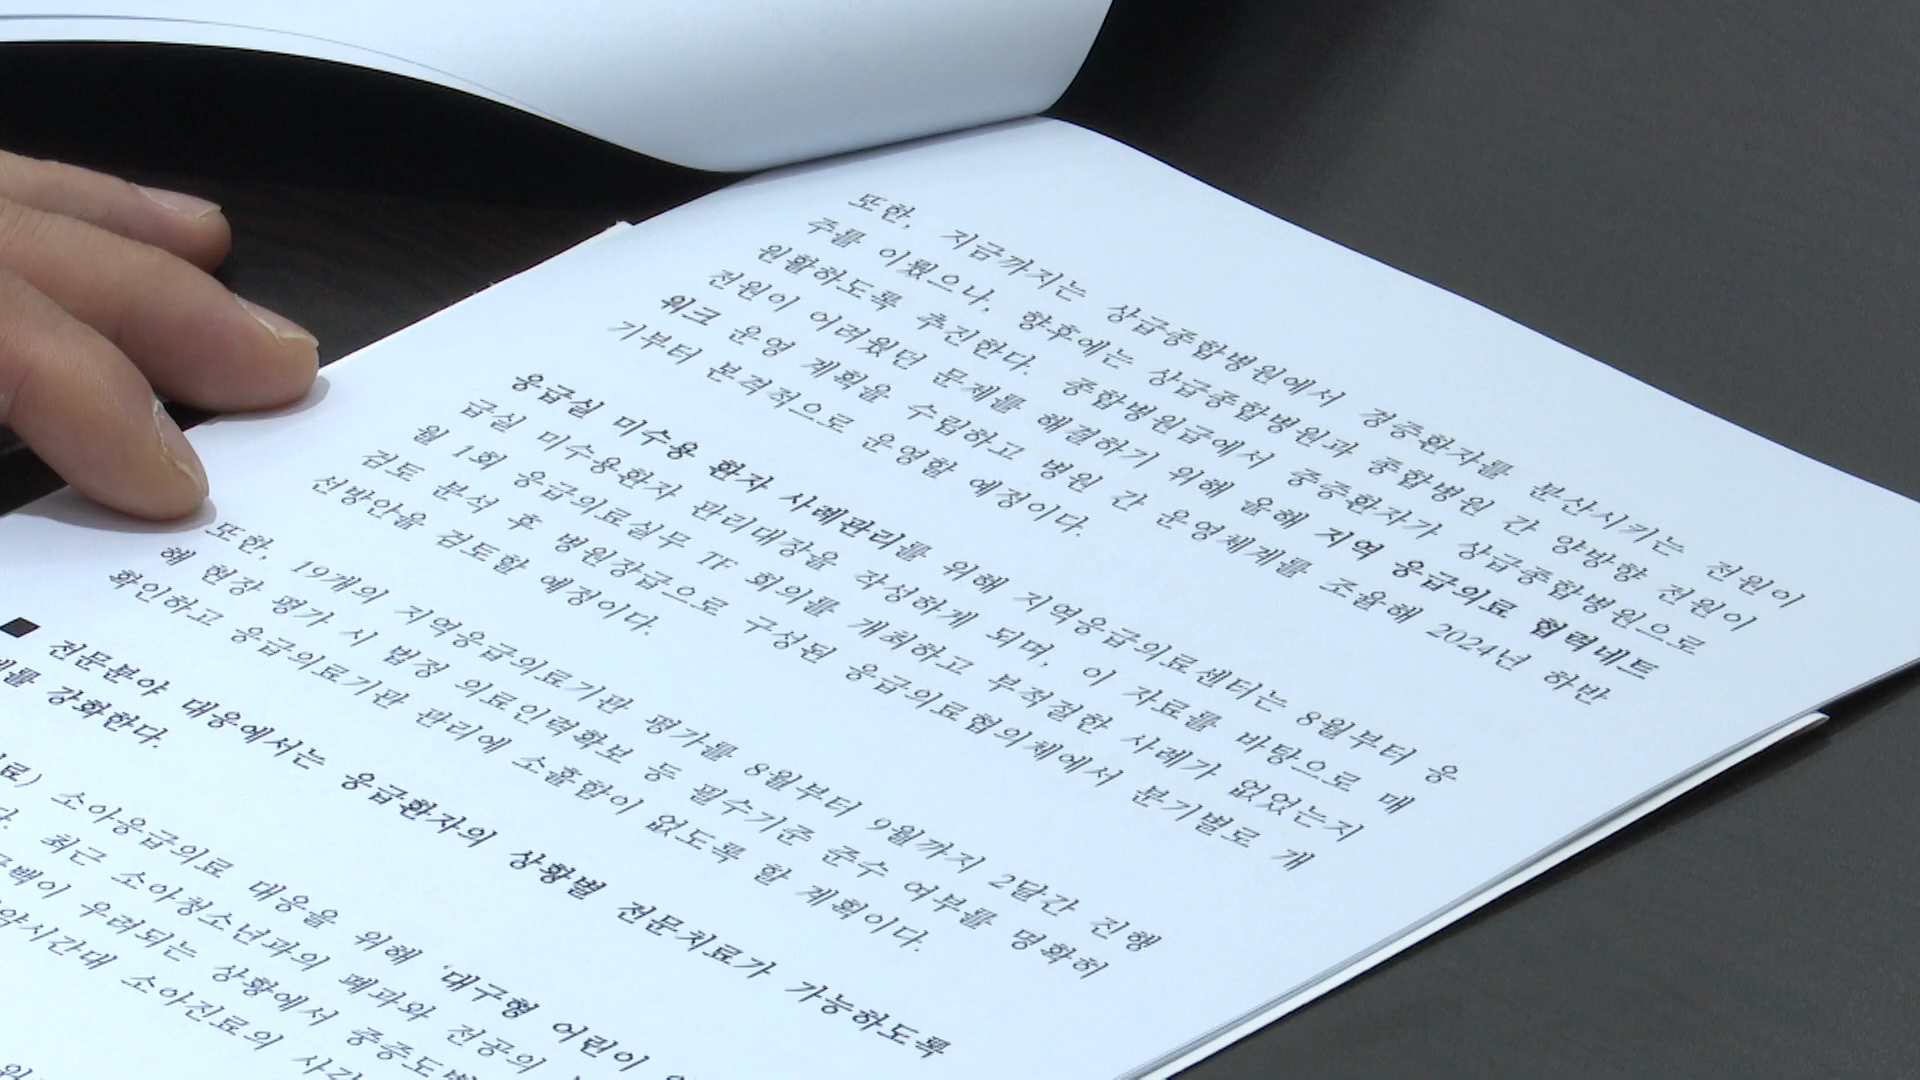 또한, 지금까지는 상급종합병원에서 경증환자를 분산시키는 전원이
주를 이뤘으나, 향후에는 상급종합병원과 종합병원 간 양방향 전원이
원활하도록 추진한다. 종합병원급에서 중증환자가 상급종합병원으로
전원이 어려웠던 문제를 해결하기 위해 올해 지역 응급의료 협력네트
워크 운영 계획을 수립하고 병원 간 운영체계를 조율해 2024년 하반
기부터 본격적으로 운영할 예정이다.
응급실 미수용 환자 사례관리를 위해 지역응급의료센터는 8월부터 응
급실 미수용환자 관리대장을 작성하게 되며, 이 자료를 바탕으로 매
월 1회 응급의료실무 TF 회의를 개최하고 부적절한 사례가 없었는지
검토 분석 후 병원장급으로 구성된 응급의료협의체에서 분기별로 개
선방안을 검토할 예정이다.
또한, 19개의 지역응급의료기관 평가를 8월부터 9월까지 2달간 진행
해 현장 평가 시 법정 의료인력확보 등 필수기준 준수 여부를 명확히
확인하고 응급의료기관 관리에 소홀함이 없도록 할 계획이다.
■ 전문분야 대응에서는 응급환자의 상황별 전문치료가 가능하도록
강화한다.
소아응급의료 대응을 위해 '대구형 어린이
최근 소아청소년과의 폐과와 전공의
우려되는 상황에서 중증도별
소아진료의